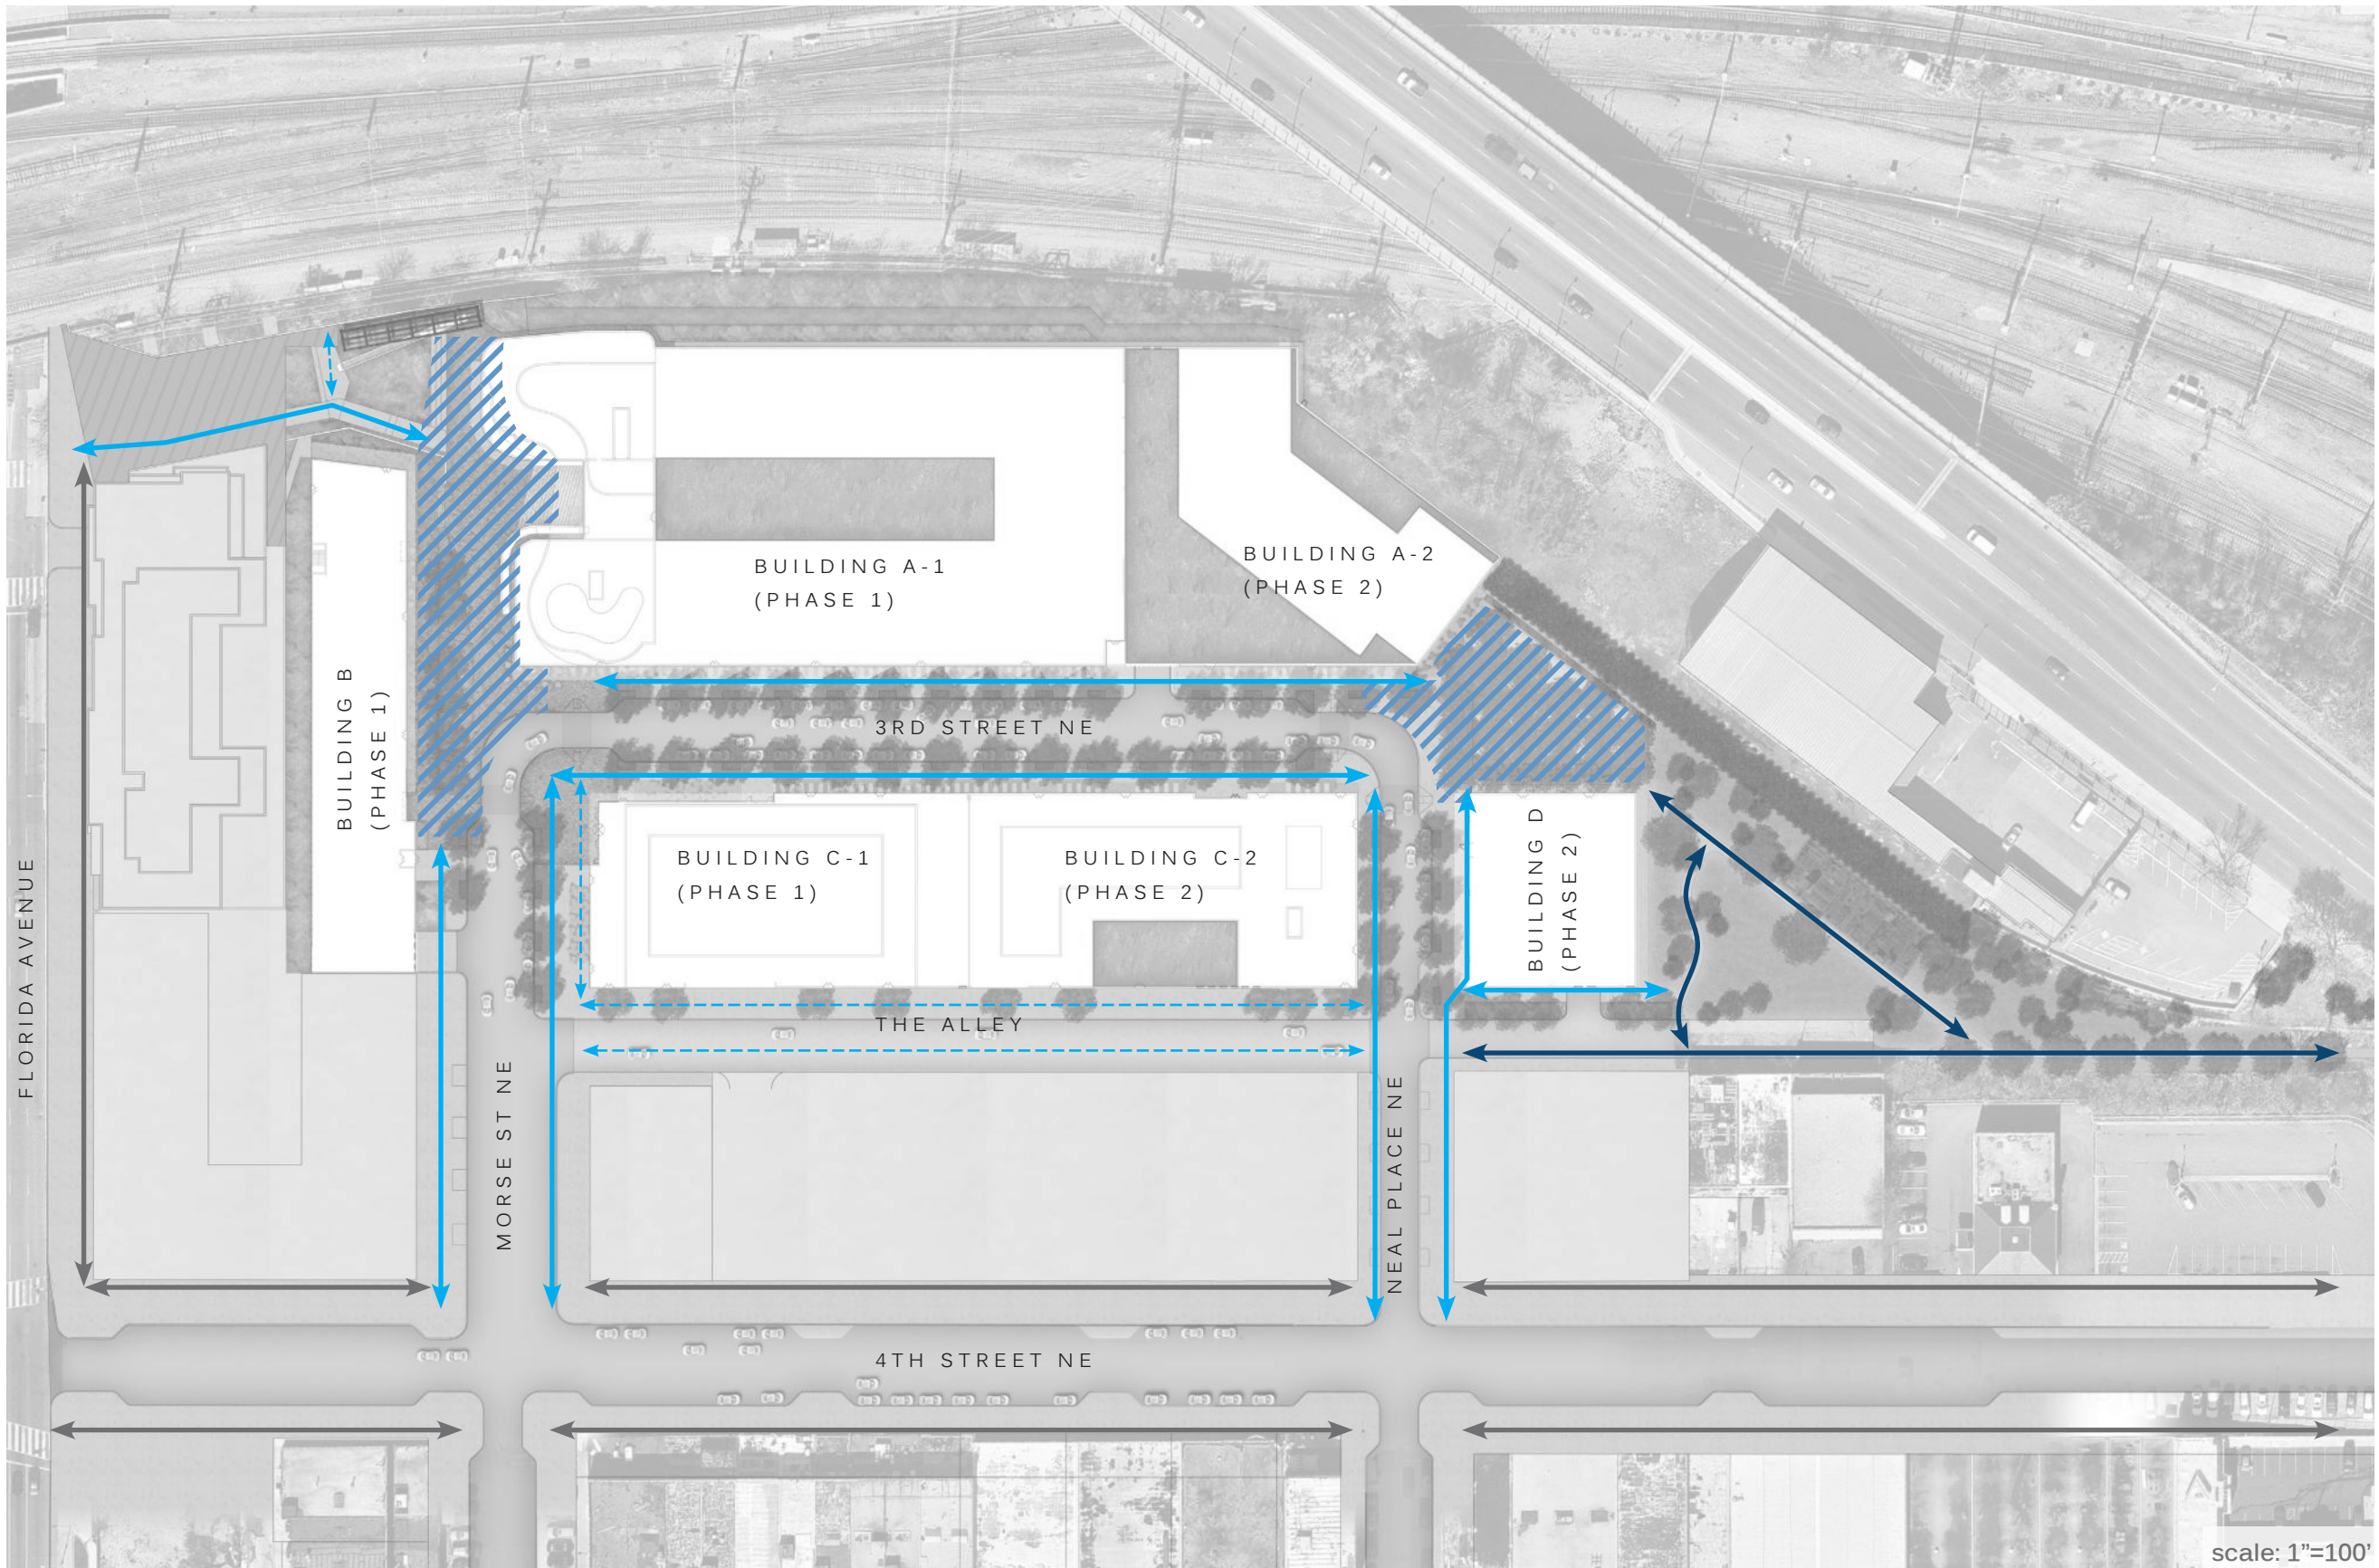 BUILDING A-2
(PHASE 2)
BUILDING A-1
(PHASE 1)
BUILDING B
(PHASE 1)
3RD STREET NE
BUILDING C-1
(PHASE 1)
BUILDING C-2
(PHASE 2)
BUILDING D
(PHASE 2)
FLORIDA AVENUE
THE ALLEY
MORSE ST NE
NEAL PLACE NE
4TH STREET NE
scale: 1"=100'